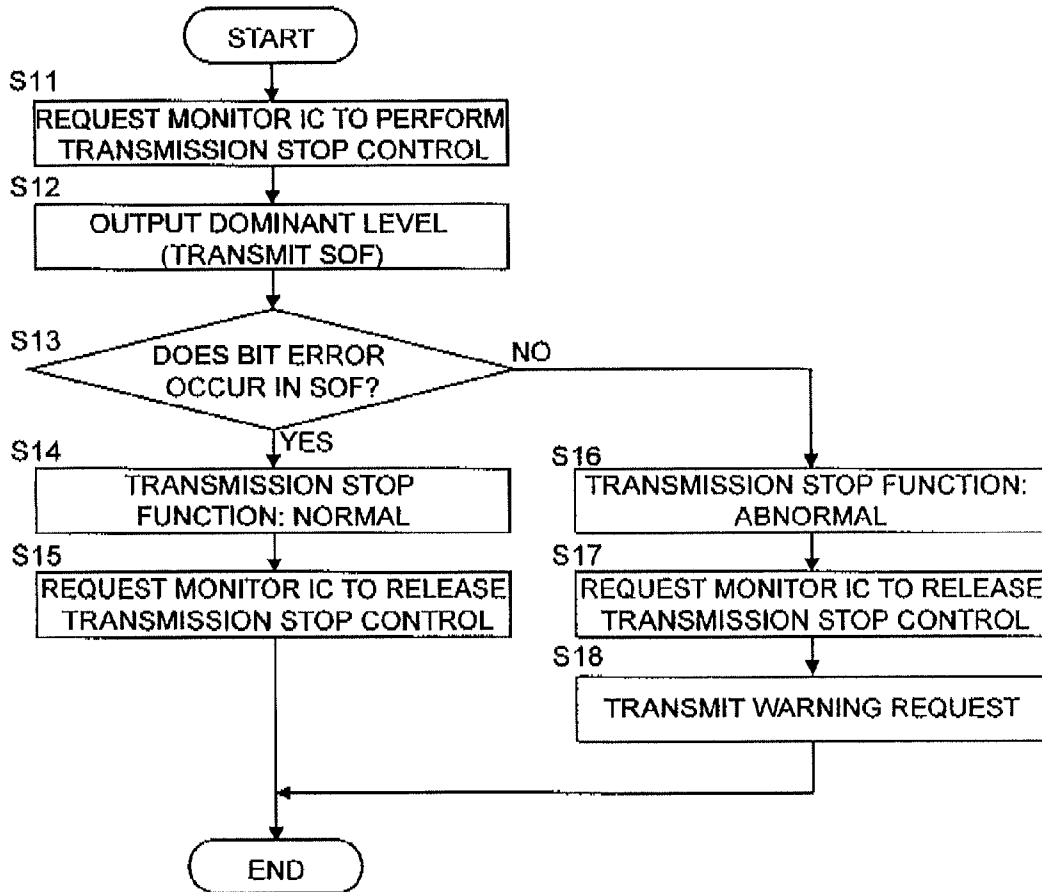 START
S11
REQUEST MONITOR IC TO PERFORM
TRANSMISSION STOP CONTROL
S12
OUTPUT DOMINANT LEVEL
(TRANSMIT SOF)
S13
DOES BIT ERROR
OCCUR IN SOF?
NO
YES
S14
TRANSMISSION STOP
FUNCTION: NORMAL
S15
REQUEST MONITOR IC TO RELEASE
TRANSMISSION STOP CONTROL
S16
TRANSMISSION STOP FUNCTION:
ABNORMAL
S17
REQUEST MONITOR IC TO RELEASE
TRANSMISSION STOP CONTROL
S18
TRANSMIT WARNING REQUEST
END